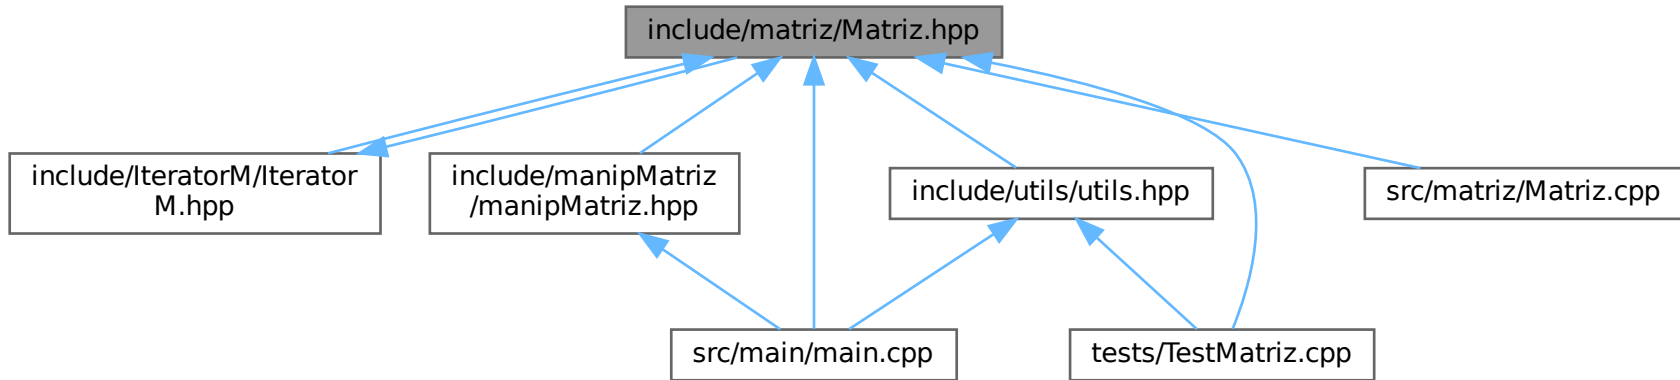 include/matriz/Matriz.hpp
include/IteratorM/Iterator
M.hpp
include/manipMatriz
/manipMatriz.hpp
include/utils/utils.hpp
src/matriz/Matriz.cpp
src/main/main.cpp
tests/TestMatriz.cpp